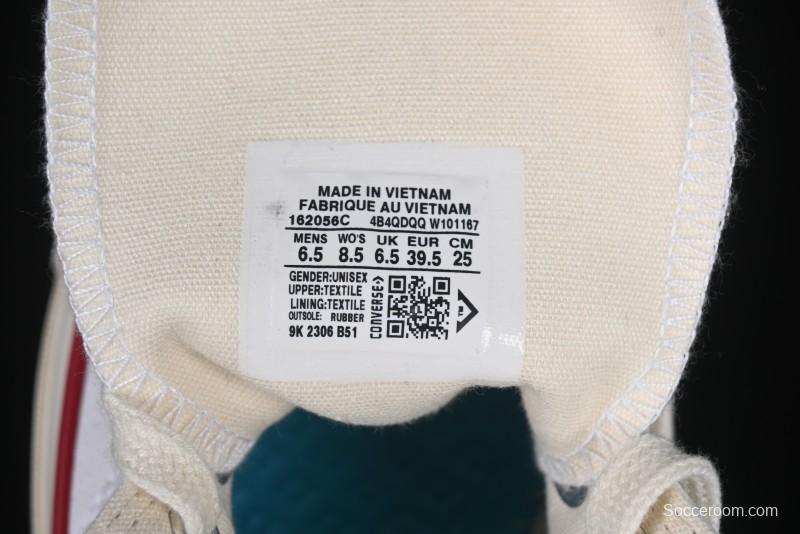 MADE IN VIETNAM
FABRIQUE AU VIETNAM
162056C 4B4QDQQ W101167
MENS WO'S UK EUR CM
6.5 8.5 6.5 39.5 25
GENDER:UNISEX
UPPER:TEXTILE
LINING:TEXTILE
OUTSOLE: RUBBER
9K 2306 B51
CONVERSE
Socceroom.com